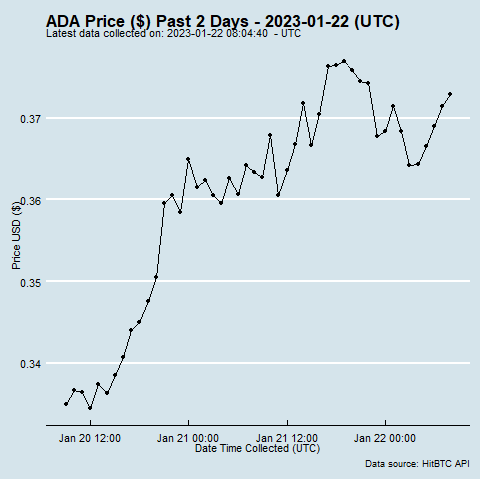 ADA Price ($) Past 2 Days - 2023-01-22 (UTC)
Latest data collected on: 2023-01-22 08:04:40 - UTC
0.37
0.36
0.35
0.34
Price USD ($)
Jan 20 12:00
Jan 21 00:00
Jan 21 12:00
Jan 22 00:00
Date Time Collected (UTC)
Data source: HitBTC API